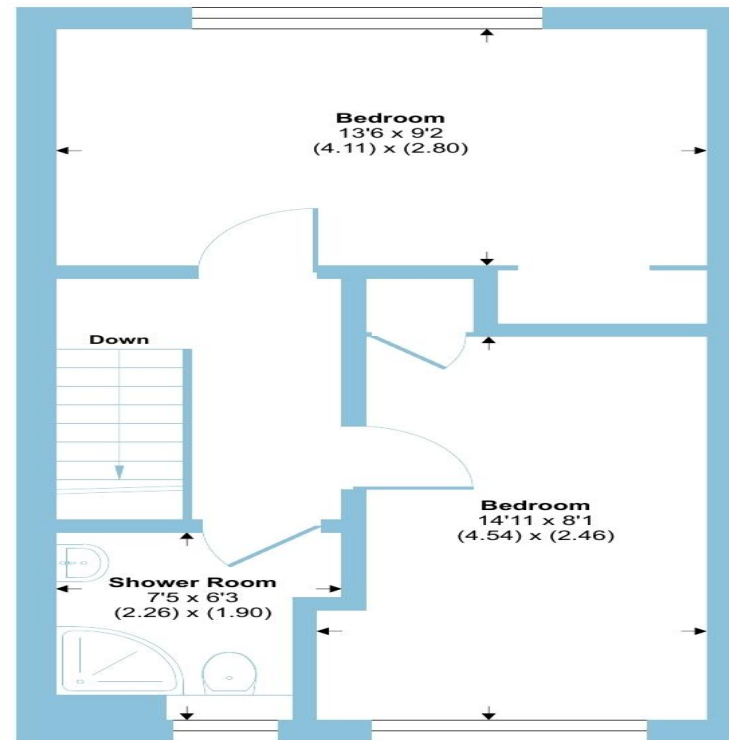 Bedroom
13'6 x 9'2
(4.11) x (2.80)
Down
Bedroom
14'11 x 8'1
(4.54) x (2.46)
Shower Room
7'5 x 6'3
(2.26) x (1.90)